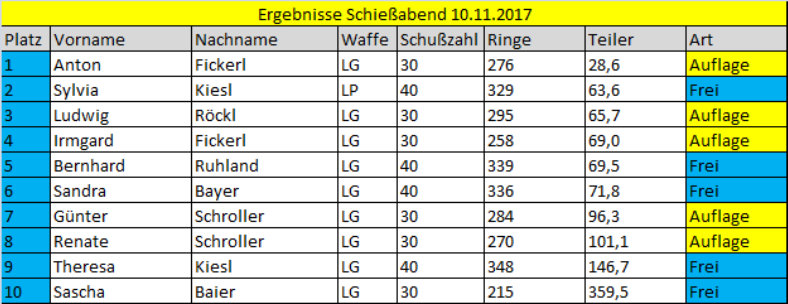 Ergebnisse Schießabend 10.11.2017
Platz Vorname Nachname Waffe Schußzahl Ringe Teiler Art
1 Anton Fickerl LG 30 276 28,6 Auflage
2 Sylvia Kiesl LP 40 329 63,6 Frei
3 Ludwig Röckl LG 30 295 65,7 Auflage
4 Irmgard Fickerl LG 30 258 69,0 Auflage
5 Bernhard Ruhland LG 40 339 69,5 Frei
6 Sandra Bayer LG 40 336 71,8 Frei
7 Günter Schroller LG 30 284 96,3 Auflage
8 Renate Schroller LG 30 270 101,1 Auflage
9 Theresa Kiesl LG 40 348 146,7 Frei
10 Sascha Baier LG 30 215 359,5 Frei